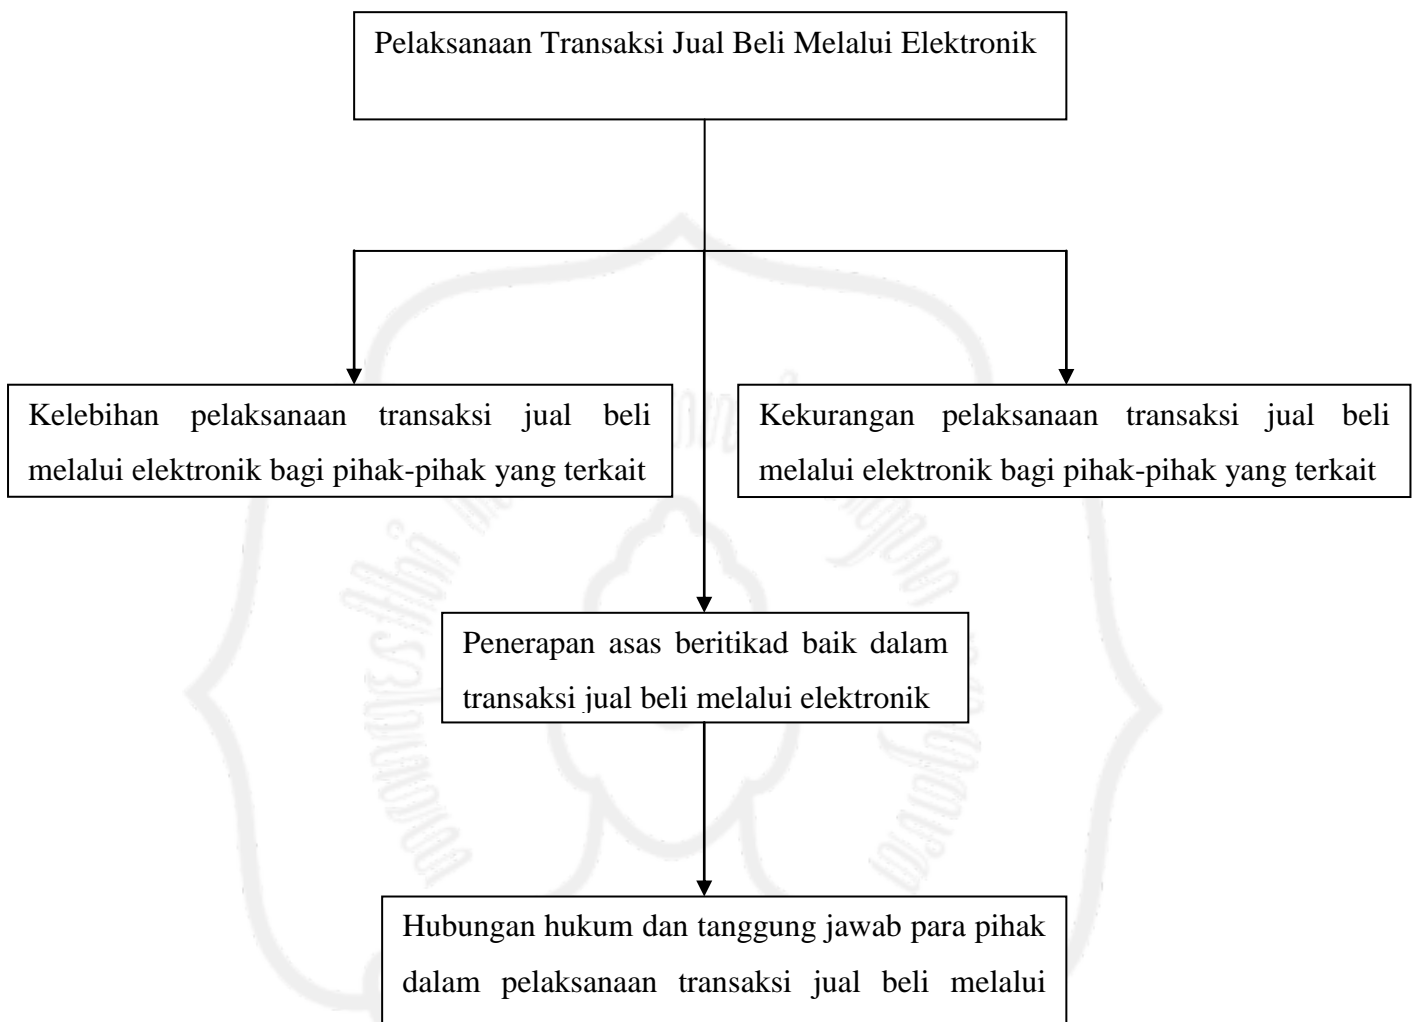 Pelaksanaan Transaksi Jual Beli Melalui Elektronik
Kelebihan pelaksanaan transaksi jual beli
melalui elektronik bagi pihak-pihak yang terkait
Kekurangan pelaksanaan transaksi jual beli
melalui elektronik bagi pihak-pihak yang terkait
Penerapan asas beritikad baik dalam
transaksi jual beli melalui elektronik
Hubungan hukum dan tanggung jawab para pihak
dalam pelaksanaan transaksi jual beli melalui